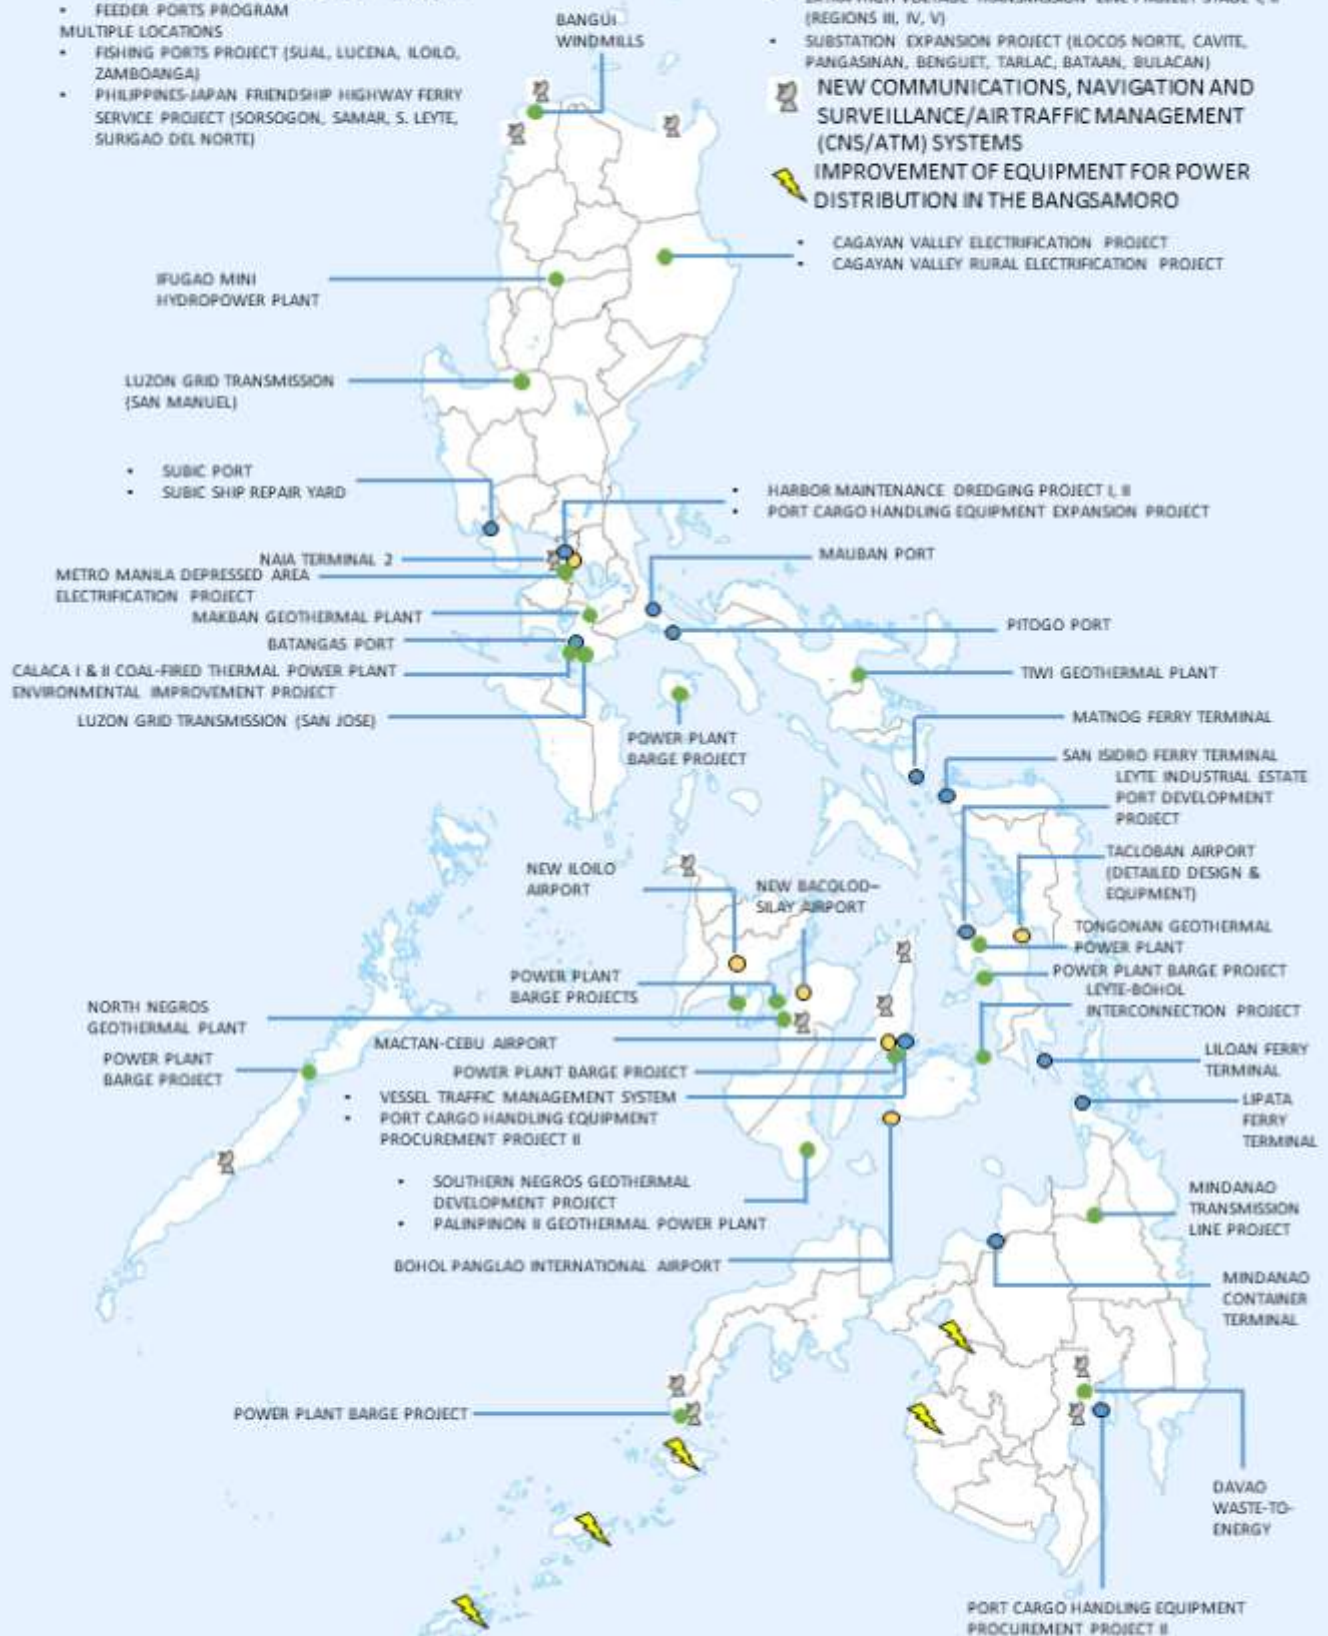 FEEDER PORTS PROGRAM
MULTIPLE LOCATIONS
FISHING PORTS PROJECT (SUAL, LUCENA, ILOILO,
ZAMBOANGA)
PHILIPPINES-JAPAN FRIENDSHIP HIGHWAY FERRY
SERVICE PROJECT (SORSOGON, SAMAR, S. LEYTE,
SURIGAO DEL NORTE)
BANGUI
WINDMILLS
(REGIONS III, IV, V)
SUBSTATION EXPANSION PROJECT (ILOCOS NORTE, CAVITE,
PANGASINAN, BENGUET, TARLAC, BATAAN, BULACAN)
NEW COMMUNICATIONS, NAVIGATION AND
SURVEILLANCE/AIR TRAFFIC MANAGEMENT
(CNS/ATM) SYSTEMS
IMPROVEMENT OF EQUIPMENT FOR POWER
DISTRIBUTION IN THE BANGSAMORO
CAGAYAN VALLEY ELECTRIFICATION PROJECT
CAGAYAN VALLEY RURAL ELECTRIFICATION PROJECT
IFUGAO MINI
HYDROPOWER PLANT
LUZON GRID TRANSMISSION
(SAN MANUEL)
SUBIC PORT
SUBIC SHIP REPAIR YARD
HARBOR MAINTENANCE DREDGING PROJECT I, II
PORT CARGO HANDLING EQUIPMENT EXPANSION PROJECT
NAIA TERMINAL 2
MAUBAN PORT
METRO MANILA DEPRESSED AREA
ELECTRIFICATION PROJECT
MAKBAN GEOTHERMAL PLANT
PITOGO PORT
BATANGAS PORT
CALACA I & II COAL-FIRED THERMAL POWER PLANT
ENVIRONMENTAL IMPROVEMENT PROJECT
TIWI GEOTHERMAL PLANT
LUZON GRID TRANSMISSION (SAN JOSE)
MATNOG FERRY TERMINAL
POWER PLANT
BARGE PROJECT
SAN ISIDRO FERRY TERMINAL
LEYTE INDUSTRIAL ESTATE
PORT DEVELOPMENT
PROJECT
TACLOBAN AIRPORT
(DETAILED DESIGN &
EQUPMENT)
NEW ILOILO
AIRPORT
NEW BACOLOD–
SILAY AIRPORT
TONGONAN GEOTHERMAL
POWER PLANT
POWER PLANT
BARGE PROJECTS
POWER PLANT BARGE PROJECT
LEYTE-BOHOL
INTERCONNECTION PROJECT
NORTH NEGROS
GEOTHERMAL PLANT
MACTAN-CEBU AIRPORT
LILOAN FERRY
TERMINAL
POWER PLANT
BARGE PROJECT
POWER PLANT BARGE PROJECT
VESSEL TRAFFIC MANAGEMENT SYSTEM
PORT CARGO HANDLING EQUIPMENT
PROCUREMENT PROJECT II
LIPATA
FERRY
TERMINAL
SOUTHERN NEGROS GEOTHERMAL
DEVELOPMENT PROJECT
PALINPINON II GEOTHERMAL POWER PLANT
MINDANAO
TRANSMISSION
LINE PROJECT
BOHOL PANGLAO INTERNATIONAL AIRPORT
MINDANAO
CONTAINER
TERMINAL
POWER PLANT BARGE PROJECT
DAVAO
WASTE-TO-
ENERGY
PORT CARGO HANDLING EQUIPMENT
PROCUREMENT PROJECT II